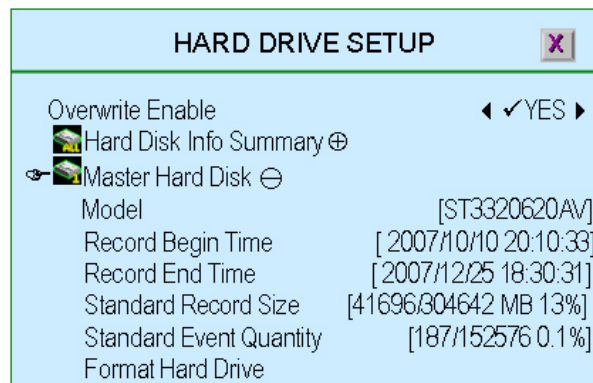 HARD DRIVE SETUP X
Overwrite Enable ✓YES
ALL Hard Disk Info Summary
1 Master Hard Disk
Model [ST3320620AV]
Record Begin Time [ 2007/10/10 20:10:33]
Record End Time [ 2007/12/25 18:30:31]
Standard Record Size [41696/304642 MB 13%]
Standard Event Quantity [187/152576 0.1%]
Format Hard Drive